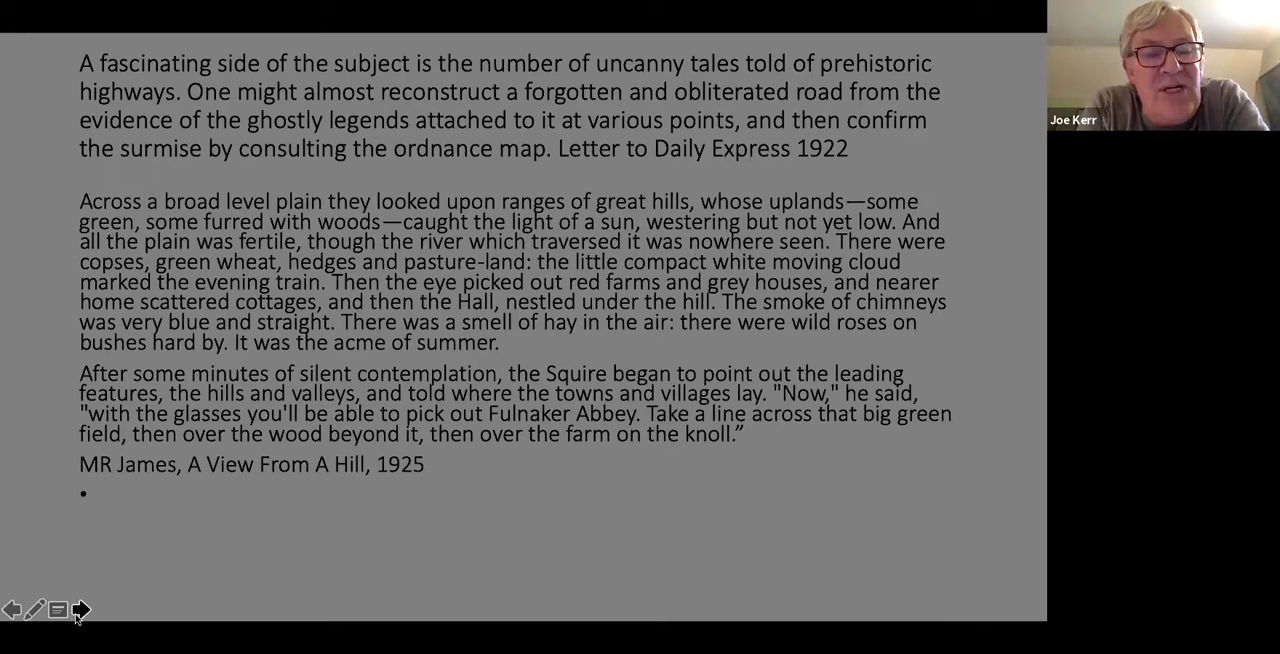 A fascinating side of the subject is the number of uncanny tales told of prehistoric
highways. One might almost reconstruct a forgotten and obliterated road from the
evidence of the ghostly legends attached to it at various points, and then confirm
the surmise by consulting the ordnance map. Letter to Daily Express 1922
Across a broad level plain they looked upon ranges of great hills, whose uplands—some
green, some furred with woods—caught the light of a sun, westering but not yet low. And
all the plain was fertile, though the river which traversed it was nowhere seen. There were
copses, green wheat, hedges and pasture-land: the little compact white moving cloud
marked the evening train. Then the eye picked out red farms and grey houses, and nearer
home scattered cottages, and then the Hall, nestled under the hill. The smoke of chimneys
was very blue and straight. There was a smell of hay in the air: there were wild roses on
bushes hard by. It was the acme of summer.
After some minutes of silent contemplation, the Squire began to point out the leading
features, the hills and valleys, and told where the towns and villages lay. "Now," he said,
"with the glasses you'll be able to pick out Fulnaker Abbey. Take a line across that big green
field, then over the wood beyond it, then over the farm on the knoll.”
MR James, A View From A Hill, 1925
•
Joe Kerr